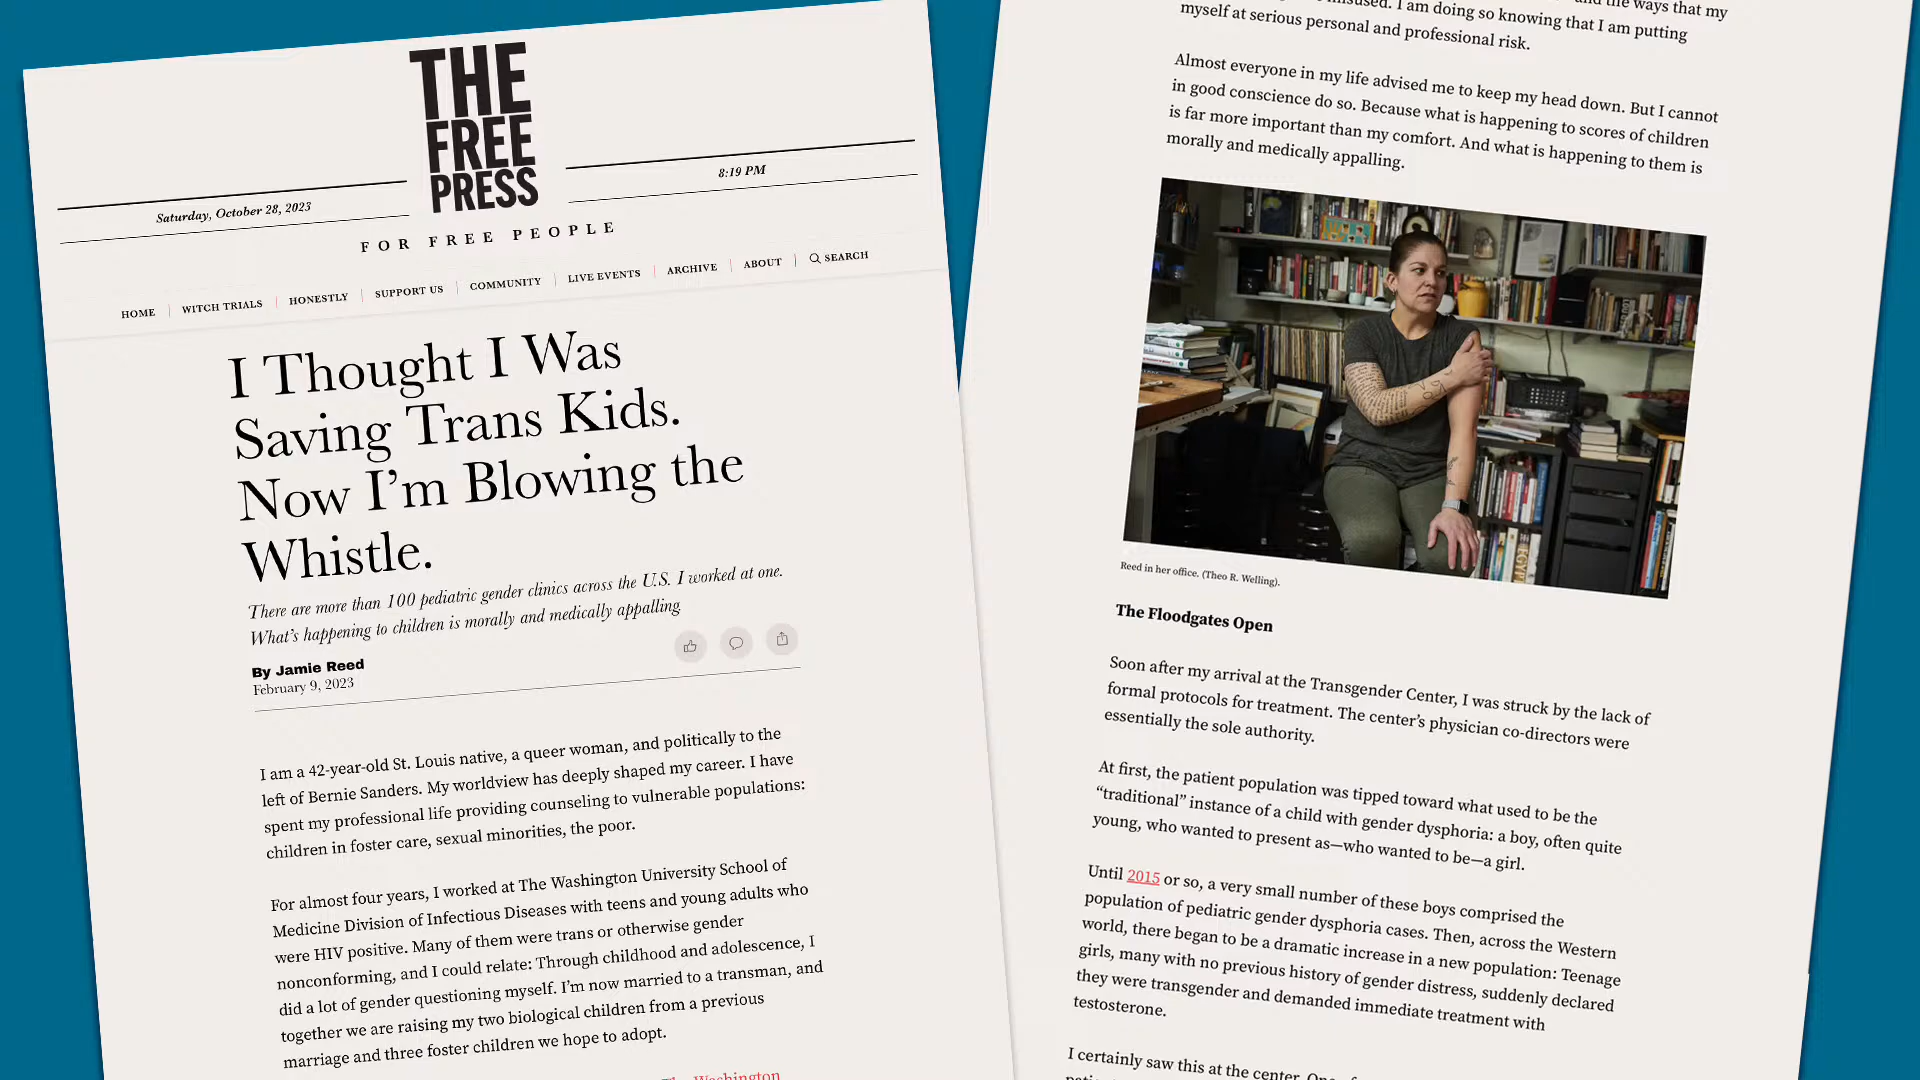 THE
FREE
PRESS
Saturday, October 28, 2023
8:19 PM
FOR FREE PEOPLE
HOME
WITCH TRIALS
HONESTLY
SUPPORT US
COMMUNITY
LIVE EVENTS
ARCHIVE
ABOUT
SEARCH
I Thought I Was
Saving Trans Kids.
Now I'm Blowing the
Whistle.
There are more than 100 pediatric gender clinics across the U.S. I worked at one.
What's happening to children is morally and medically appalling
By Jamie Reed
February 9, 2023
I am a 42-year-old St. Louis native, a queer woman, and politically to the
left of Bernie Sanders. My worldview has deeply shaped my career. I have
spent my professional life providing counseling to vulnerable populations:
children in foster care, sexual minorities, the poor.
For almost four years, I worked at The Washington University School of
Medicine Division of Infectious Diseases with teens and young adults who
were HIV positive. Many of them were trans or otherwise gender
nonconforming, and I could relate: Through childhood and adolescence, I
did a lot of gender questioning myself. I'm now married to a transman, and
together we are raising my two biological children from a previous
marriage and three foster children we hope to adopt.
The Washington
misused. I am doing so knowing that I am putting
the ways that my
myself at serious personal and professional risk.
Almost everyone in my life advised me to keep my head down. But I cannot
in good conscience do so. Because what is happening to scores of children
is far more important than my comfort. And what is happening to them is
morally and medically appalling.
Reed in her office. (Theo R. Welling).
The Floodgates Open
Soon after my arrival at the Transgender Center, I was struck by the lack of
formal protocols for treatment. The center's physician co-directors were
essentially the sole authority.
At first, the patient population was tipped toward what used to be the
“traditional” instance of a child with gender dysphoria: a boy, often quite
young, who wanted to present as—who wanted to be—a girl.
Until 2015 or so, a very small number of these boys comprised the
population of pediatric gender dysphoria cases. Then, across the Western
world, there began to be a dramatic increase in a new population: Teenage
girls, many with no previous history of gender distress, suddenly declared
they were transgender and demanded immediate treatment with
testosterone.
I certainly saw this at the center.